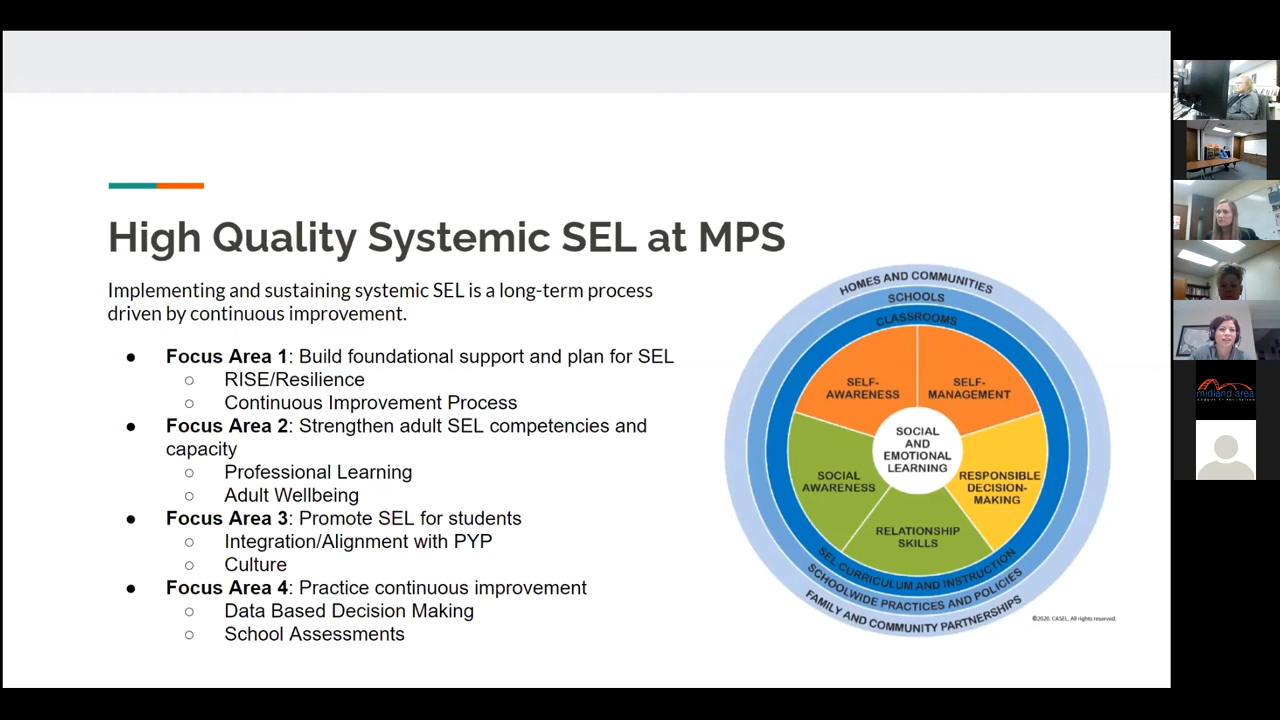 High Quality Systemic SEL at MPS
Implementing and sustaining systemic SEL is a long-term process
driven by continuous improvement.
● Focus Area 1: Build foundational support and plan for SEL
○ RISE/Resilience
○ Continuous Improvement Process
● Focus Area 2: Strengthen adult SEL competencies and
capacity
○ Professional Learning
○ Adult Wellbeing
● Focus Area 3: Promote SEL for students
○ Integration/Alignment with PYP
○ Culture
● Focus Area 4: Practice continuous improvement
○ Data Based Decision Making
○ School Assessments
HOMES AND COMMUNITIES
SCHOOLS
CLASSROOMS
SELF-
AWARENESS
SELF-
MANAGEMENT
SOCIAL
AND
EMOTIONAL
LEARNING
SOCIAL
AWARENESS
RESPONSIBLE
DECISION-
MAKING
RELATIONSHIP
SKILLS
SEL CURRICULUM AND INSTRUCTION
SCHOOLWIDE PRACTICES AND POLICIES
FAMILY AND COMMUNITY PARTNERSHIPS
©2020. CASEL. All rights reserved.
midland area